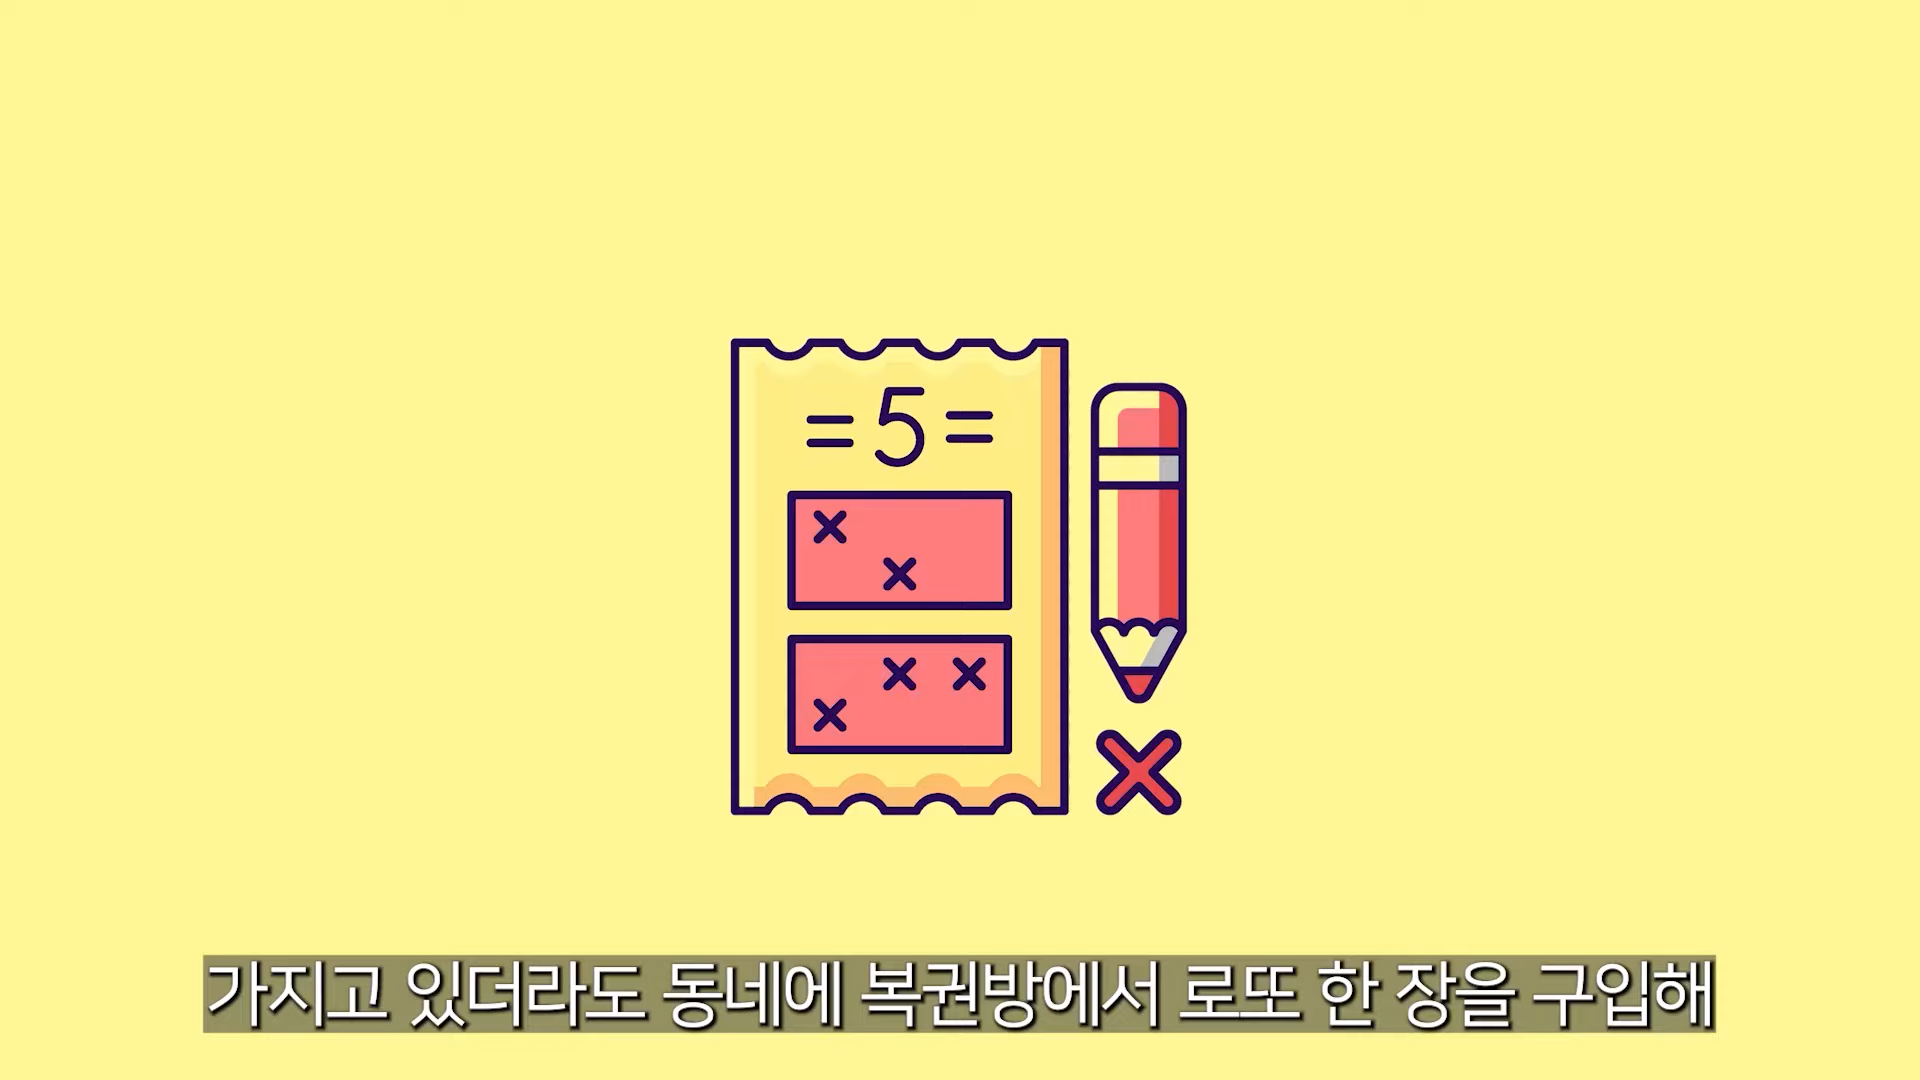 =5=
가지고 있더라도 동네에 복권방에서 로또 한 장을 구입해